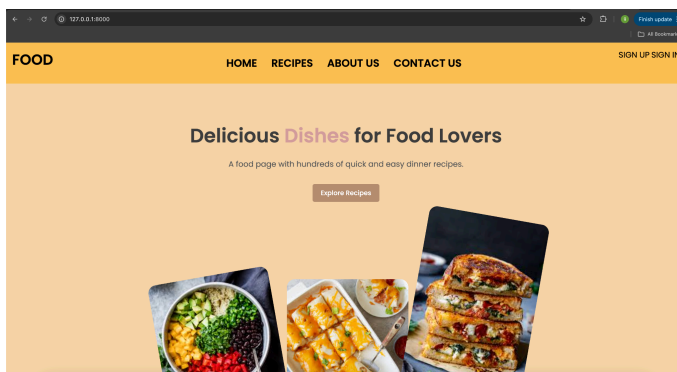 127.0.0.1:8000
Finish update
All Bookmark
FOOD
HOME RECIPES ABOUT US CONTACT US
SIGN UP SIGN IN
Delicious Dishes for Food Lovers
A food page with hundreds of quick and easy dinner recipes.
Explore Recipes